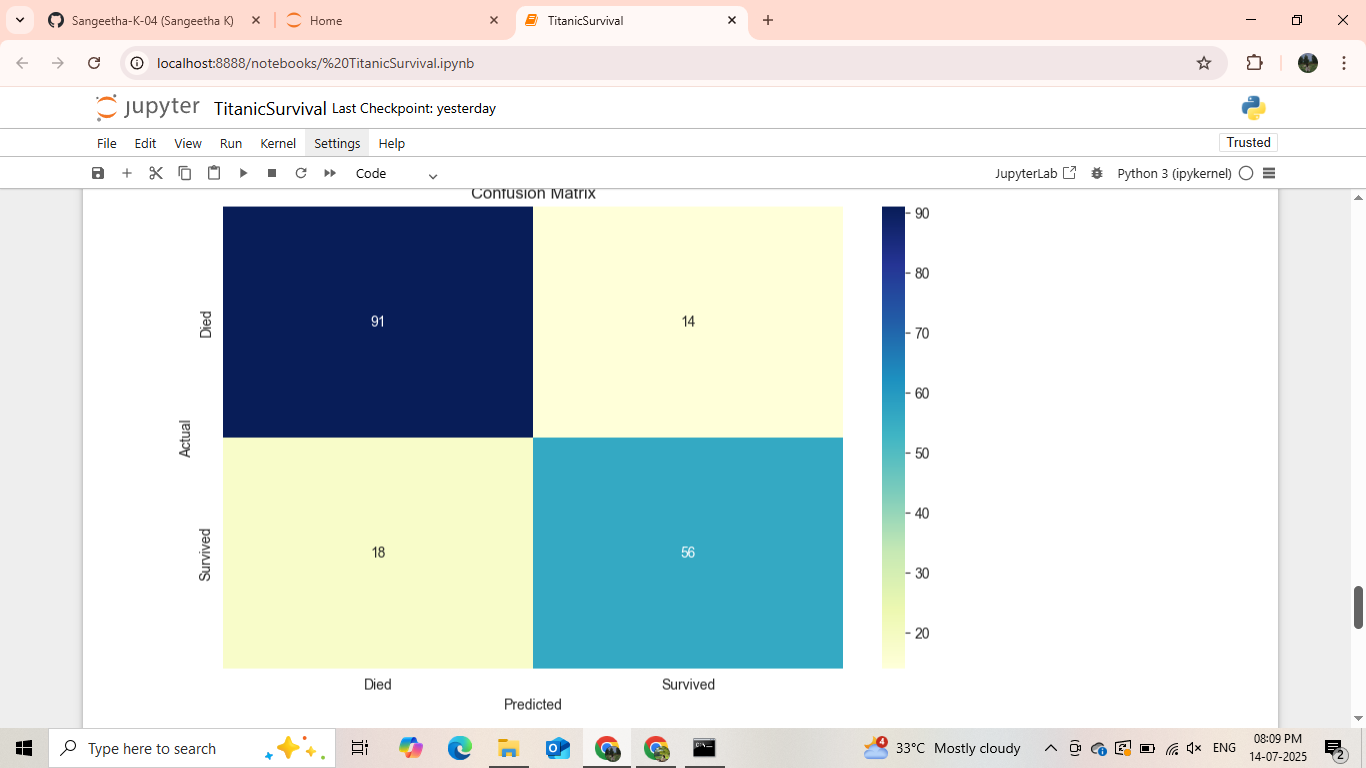 Sangeetha-K-04 (Sangeetha K)
Home
TitanicSurvival
localhost:8888/notebooks/%20TitanicSurvival.ipynb
jupyter TitanicSurvival Last Checkpoint: yesterday
File Edit View Run Kernel Settings Help
Trusted
Code
JupyterLab
Python 3 (ipykernel)
Confusion Matrix
Actual
Died
91
14
Survived
18
56
Died
Survived
Predicted
90
80
70
60
50
40
30
20
Type here to search
4
33°C Mostly cloudy
ENG
08:09 PM
14-07-2025
2